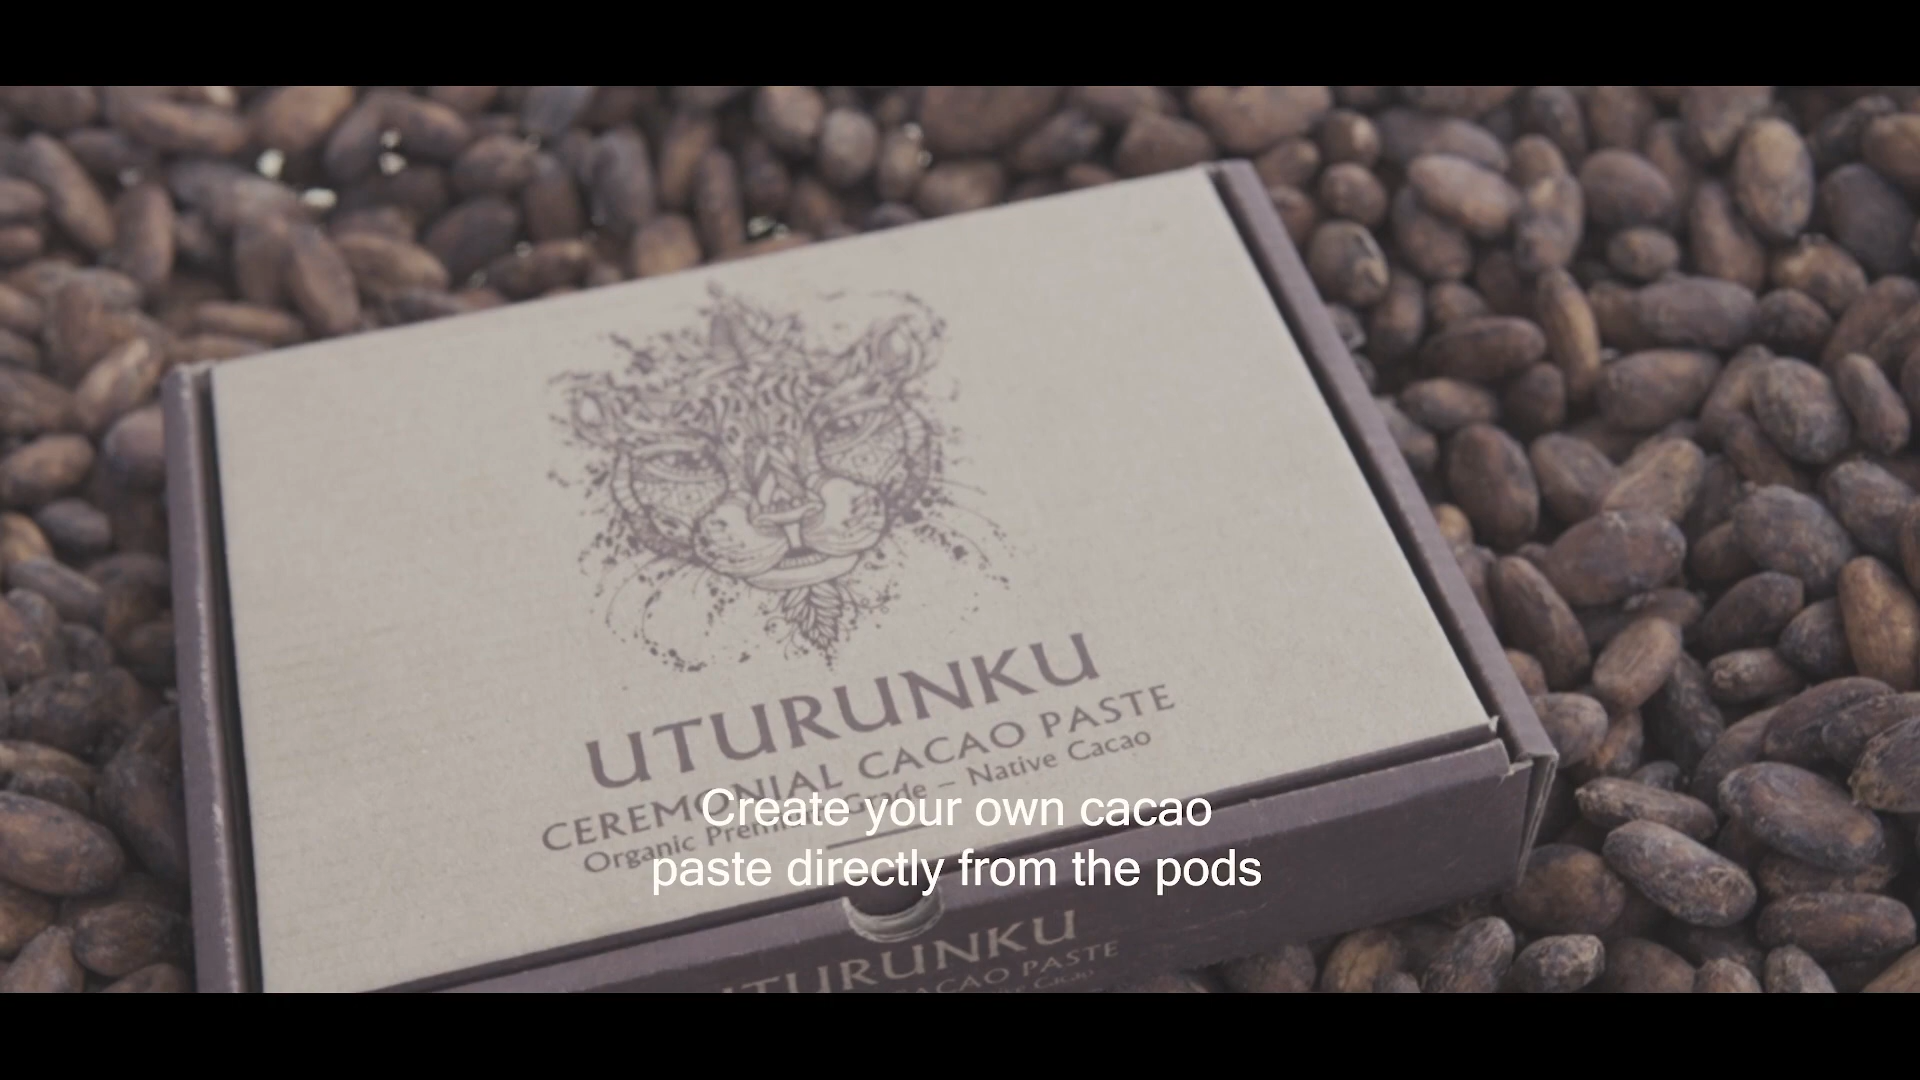 UTURUNKU
CEREMONIAL CACAO PASTE
Organic Premium Grade – Native Cacao
Create your own cacao
paste directly from the pods
UTURUNKU
CACAO PASTE